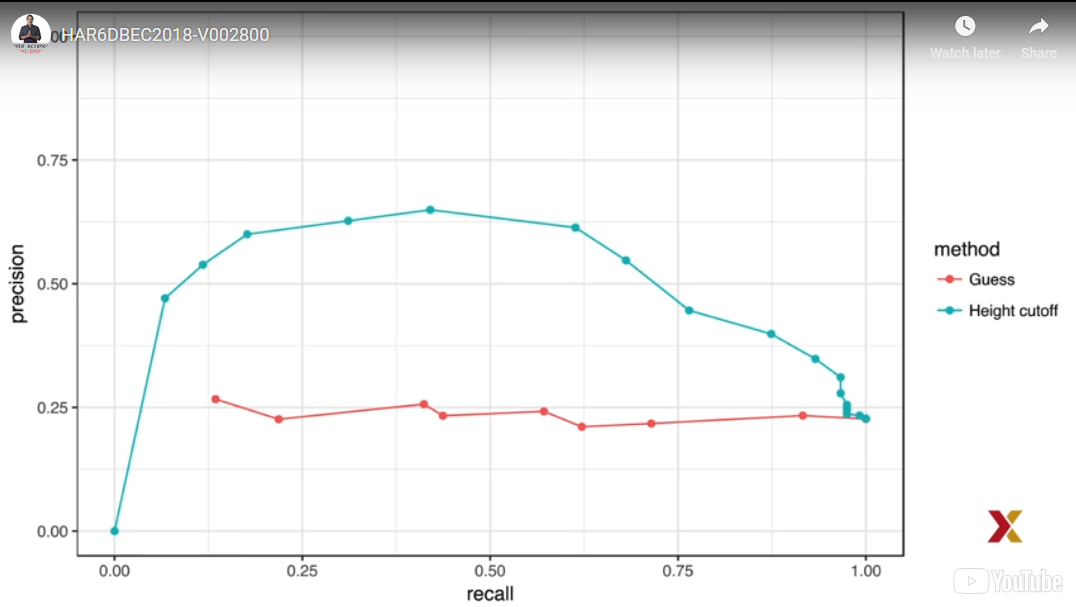 HAR6DBEC2018-V002800
Watch later
Share
0.75
0.50
0.25
0.00
precision
0.00
0.25
0.50
0.75
1.00
recall
method
Guess
Height cutoff
YouTube